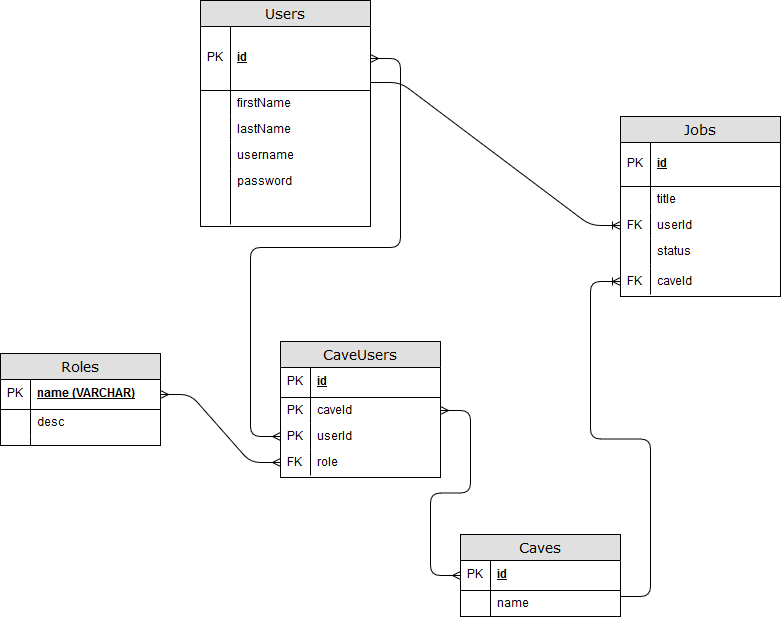 Users
PK id
firstName
lastName
username
password
Jobs
PK id
title
FK userId
status
FK caveId
Roles
PK name (VARCHAR)
desc
CaveUsers
PK id
PK caveId
PK userId
FK role
Caves
PK id
name